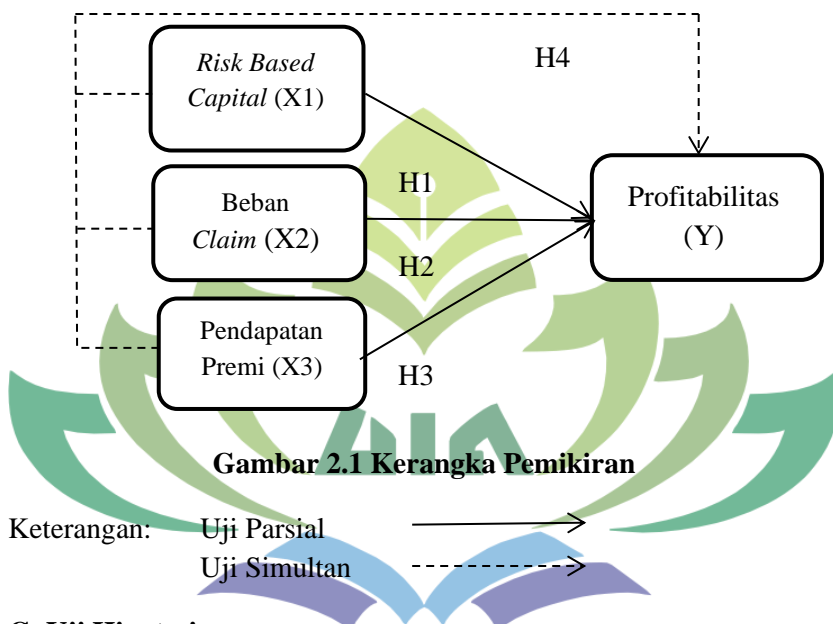 H4
Risk Based
Capital (X1)
H1
Beban
Claim (X2)
Profitabilitas
(Y)
H2
Pendapatan
Premi (X3)
H3
Gambar 2.1 Kerangka Pemikiran
Keterangan: Uji Parsial
Uji Simultan